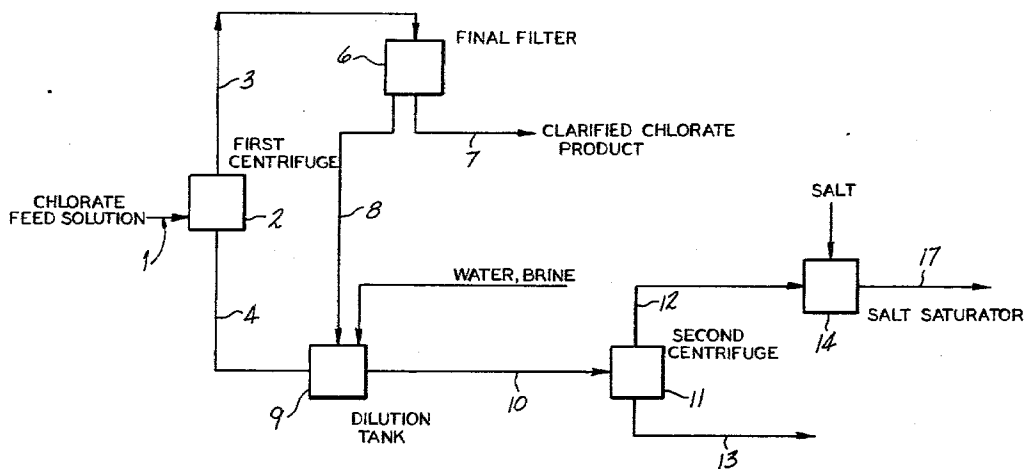 FINAL FILTER
6
3
CLARIFIED CHLORATE
PRODUCT
7
FIRST
CENTRIFUGE
CHLORATE
FEED SOLUTION
1
2
8
SALT
WATER, BRINE
17
12
4
SALT SATURATOR
14
SECOND
CENTRIFUGE
9
10
11
DILUTION
TANK
13